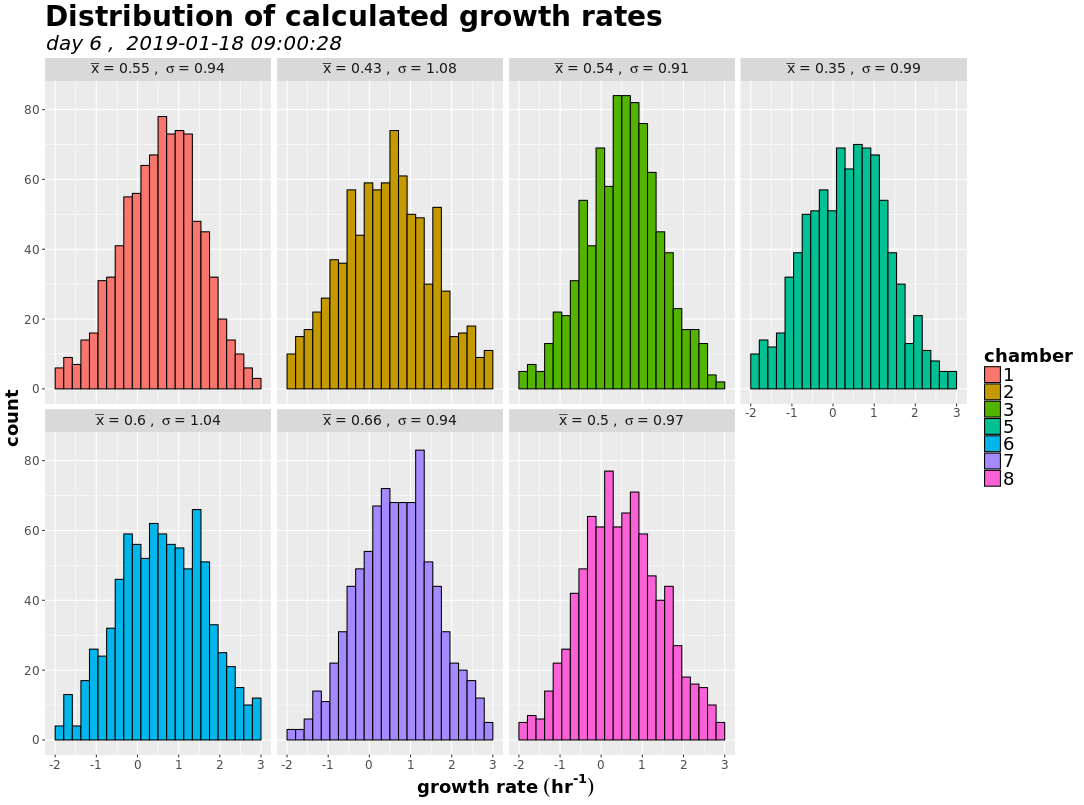 Distribution of calculated growth rates
day 6 , 2019-01-18 09:00:28
x̅ = 0.55 , σ = 0.94
x̅ = 0.43 , σ = 1.08
x̅ = 0.54 , σ = 0.91
x̅ = 0.35 , σ = 0.99
80
60
40
20
0
-2 -1 0 1 2 3
x̅ = 0.6 , σ = 1.04
x̅ = 0.66 , σ = 0.94
x̅ = 0.5 , σ = 0.97
80
60
40
20
0
-2 -1 0 1 2 3
-2 -1 0 1 2 3
-2 -1 0 1 2 3
count
growth rate (hr⁻¹)
chamber
1
2
3
5
6
7
8